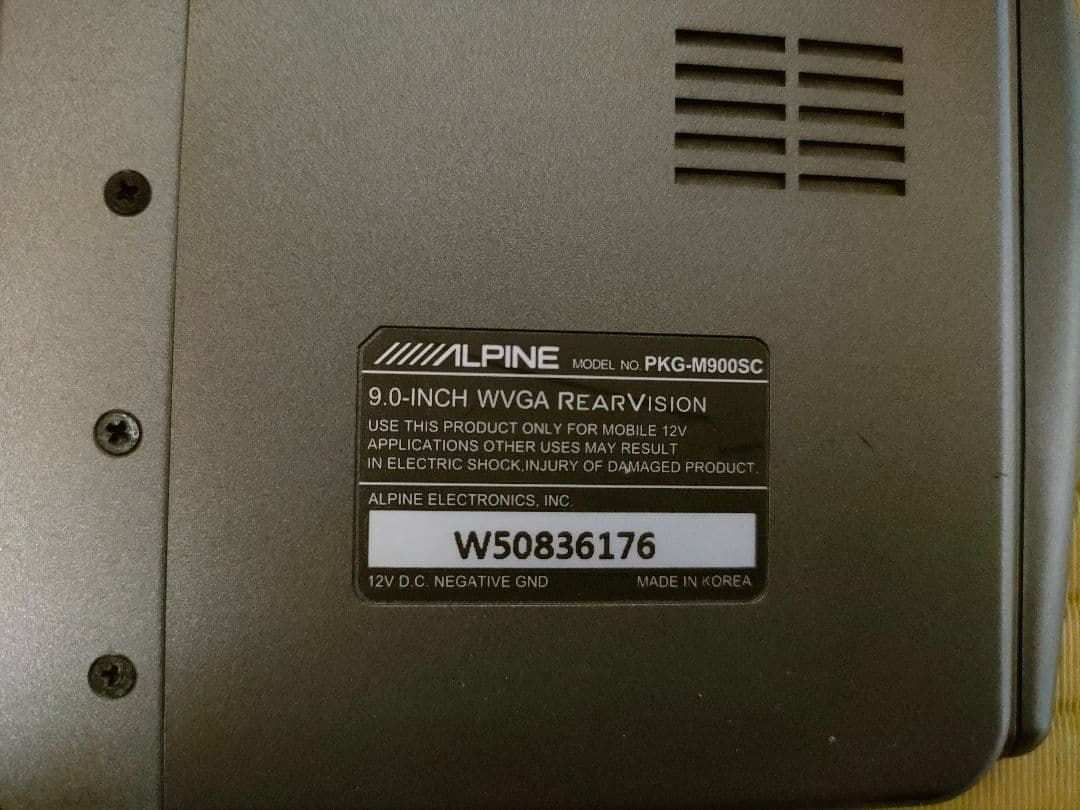 ALPINE MODEL NO. PKG-M900SC
9.0-INCH WVGA REARVISION
USE THIS PRODUCT ONLY FOR MOBILE 12V
APPLICATIONS OTHER USES MAY RESULT
IN ELECTRIC SHOCK,INJURY OF DAMAGED PRODUCT.
ALPINE ELECTRONICS, INC.
W50836176
12V D.C. NEGATIVE GND MADE IN KOREA